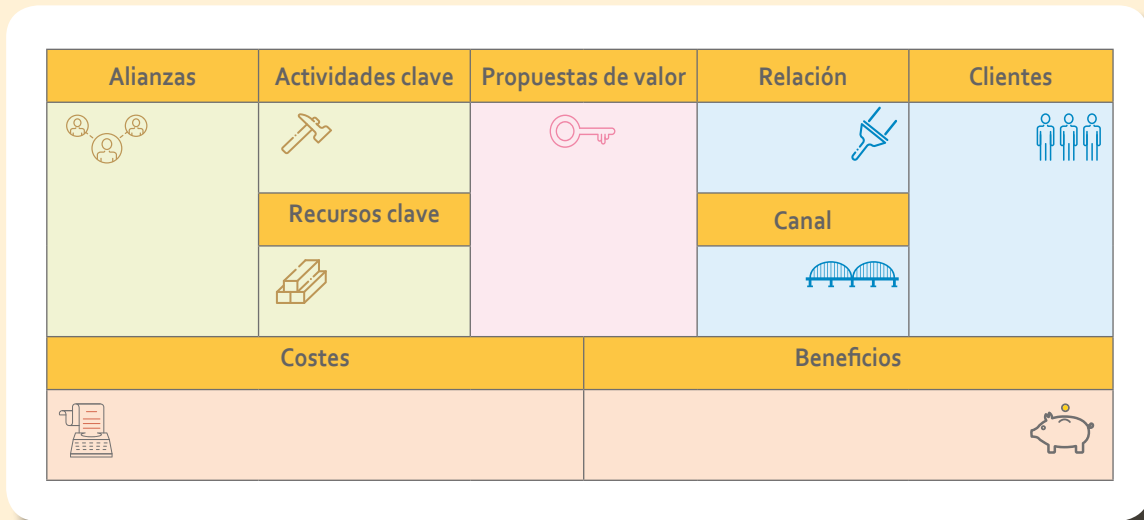 Alianzas
Actividades clave
Propuestas de valor
Relación
Clientes
Recursos clave
Canal
Costes
Beneficios